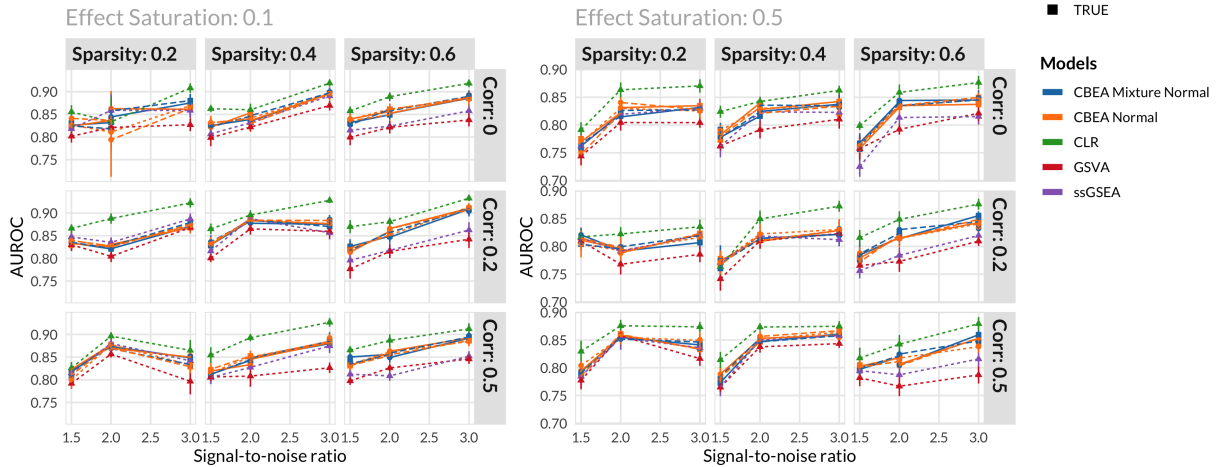 Effect Saturation: 0.1
Sparsity: 0.2 Sparsity: 0.4 Sparsity: 0.6
0.90
0.85
0.80
0.75
Corr: 0
0.90
0.85
0.80
0.75
Corr: 0.2
0.90
0.85
0.80
0.75
Corr: 0.5
AUROC
1.5 2.0 2.5 3.0 1.5 2.0 2.5 3.0 1.5 2.0 2.5 3.0
Signal-to-noise ratio
Effect Saturation: 0.5
Sparsity: 0.2 Sparsity: 0.4 Sparsity: 0.6
0.90
0.85
0.80
0.75
0.70
Corr: 0
0.90
0.85
0.80
0.75
0.70
Corr: 0.2
0.90
0.85
0.80
0.75
0.70
Corr: 0.5
AUROC
1.5 2.0 2.5 3.0 1.5 2.0 2.5 3.0 1.5 2.0 2.5 3.0
Signal-to-noise ratio
TRUE
Models
CBEA Mixture Normal
CBEA Normal
CLR
GSVA
ssGSEA